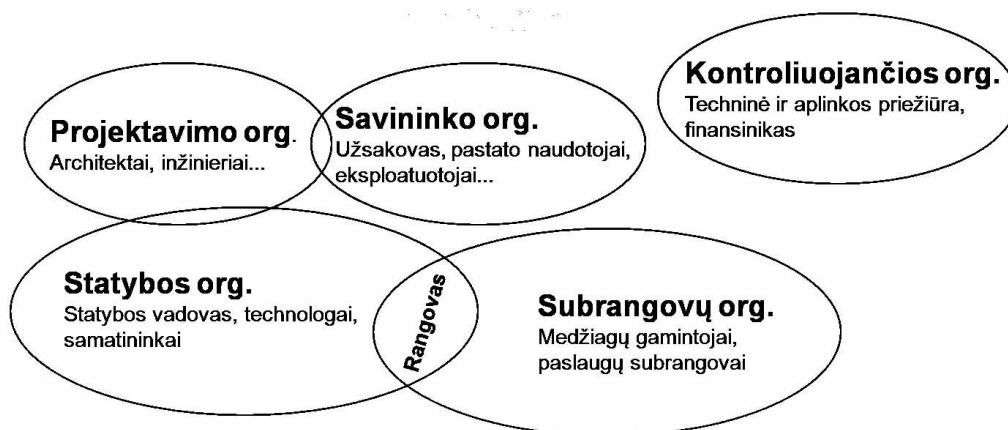 Projektavimo org.
Architektai, inžinieriai...
Savininko org.
Užsakovas, pastato naudotojai,
eksploatuotojai...
Kontroliuojančios org.
Techninė ir aplinkos priežiūra,
finansinikas
Statybos org.
Statybos vadovas, technologai,
samatininkai
Rangovas
Subrangovų org.
Medžiagų gamintojai,
paslaugų subrangovai